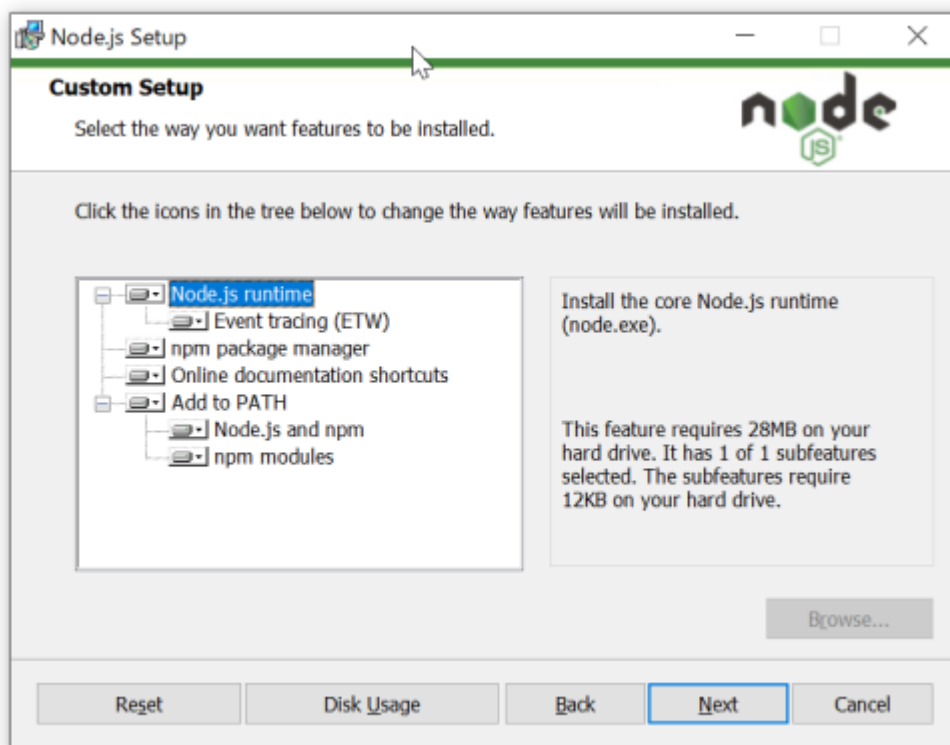 Node.js Setup
Custom Setup
Select the way you want features to be installed.
node
JS
Click the icons in the tree below to change the way features will be installed.
Node.js runtime
Event tracing (ETW)
npm package manager
Online documentation shortcuts
Add to PATH
Node.js and npm
npm modules
Install the core Node.js runtime
(node.exe).
This feature requires 28MB on your
hard drive. It has 1 of 1 subfeatures
selected. The subfeatures require
12KB on your hard drive.
Browse...
Reset
Disk Usage
Back
Next
Cancel